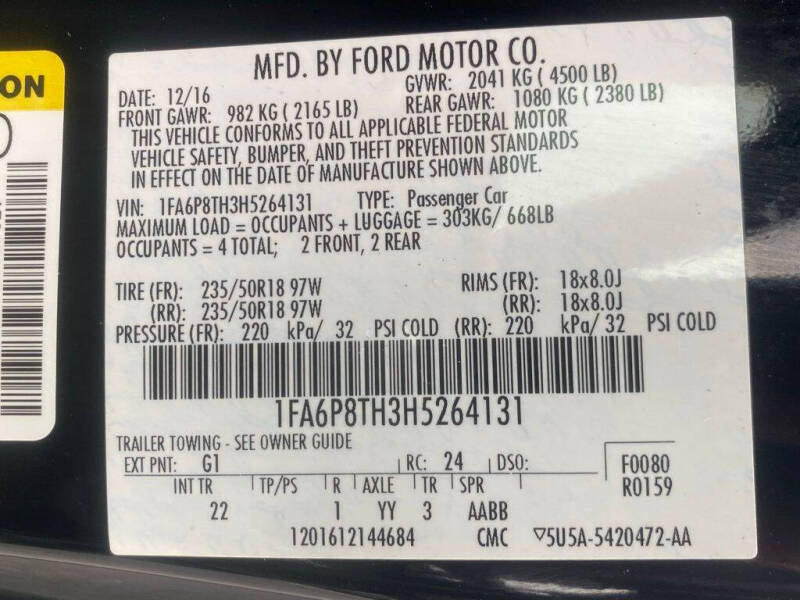 ON
MFD. BY FORD MOTOR CO.
DATE: 12/16 GVWR: 2041 KG ( 4500 LB)
FRONT GAWR: 982 KG ( 2165 LB) REAR GAWR: 1080 KG ( 2380 LB)
THIS VEHICLE CONFORMS TO ALL APPLICABLE FEDERAL MOTOR
VEHICLE SAFETY, BUMPER, AND THEFT PREVENTION STANDARDS
IN EFFECT ON THE DATE OF MANUFACTURE SHOWN ABOVE.
VIN: 1FA6P8TH3H5264131 TYPE: Passenger Car
MAXIMUM LOAD = OCCUPANTS + LUGGAGE = 303KG/ 668LB
OCCUPANTS = 4 TOTAL; 2 FRONT, 2 REAR
TIRE (FR): 235/50R18 97W RIMS (FR): 18x8.0J
(RR): 235/50R18 97W (RR): 18x8.0J
PRESSURE (FR): 220 kPa/ 32 PSI COLD (RR): 220 kPa/ 32 PSI COLD
1FA6P8TH3H5264131
TRAILER TOWING - SEE OWNER GUIDE
EXT PNT: G1 RC: 24 DSO: F0080
INT TR TP/PS R AXLE TR SPR R0159
22 1 YY 3 AABB
1201612144684 CMC ▽5U5A-5420472-AA